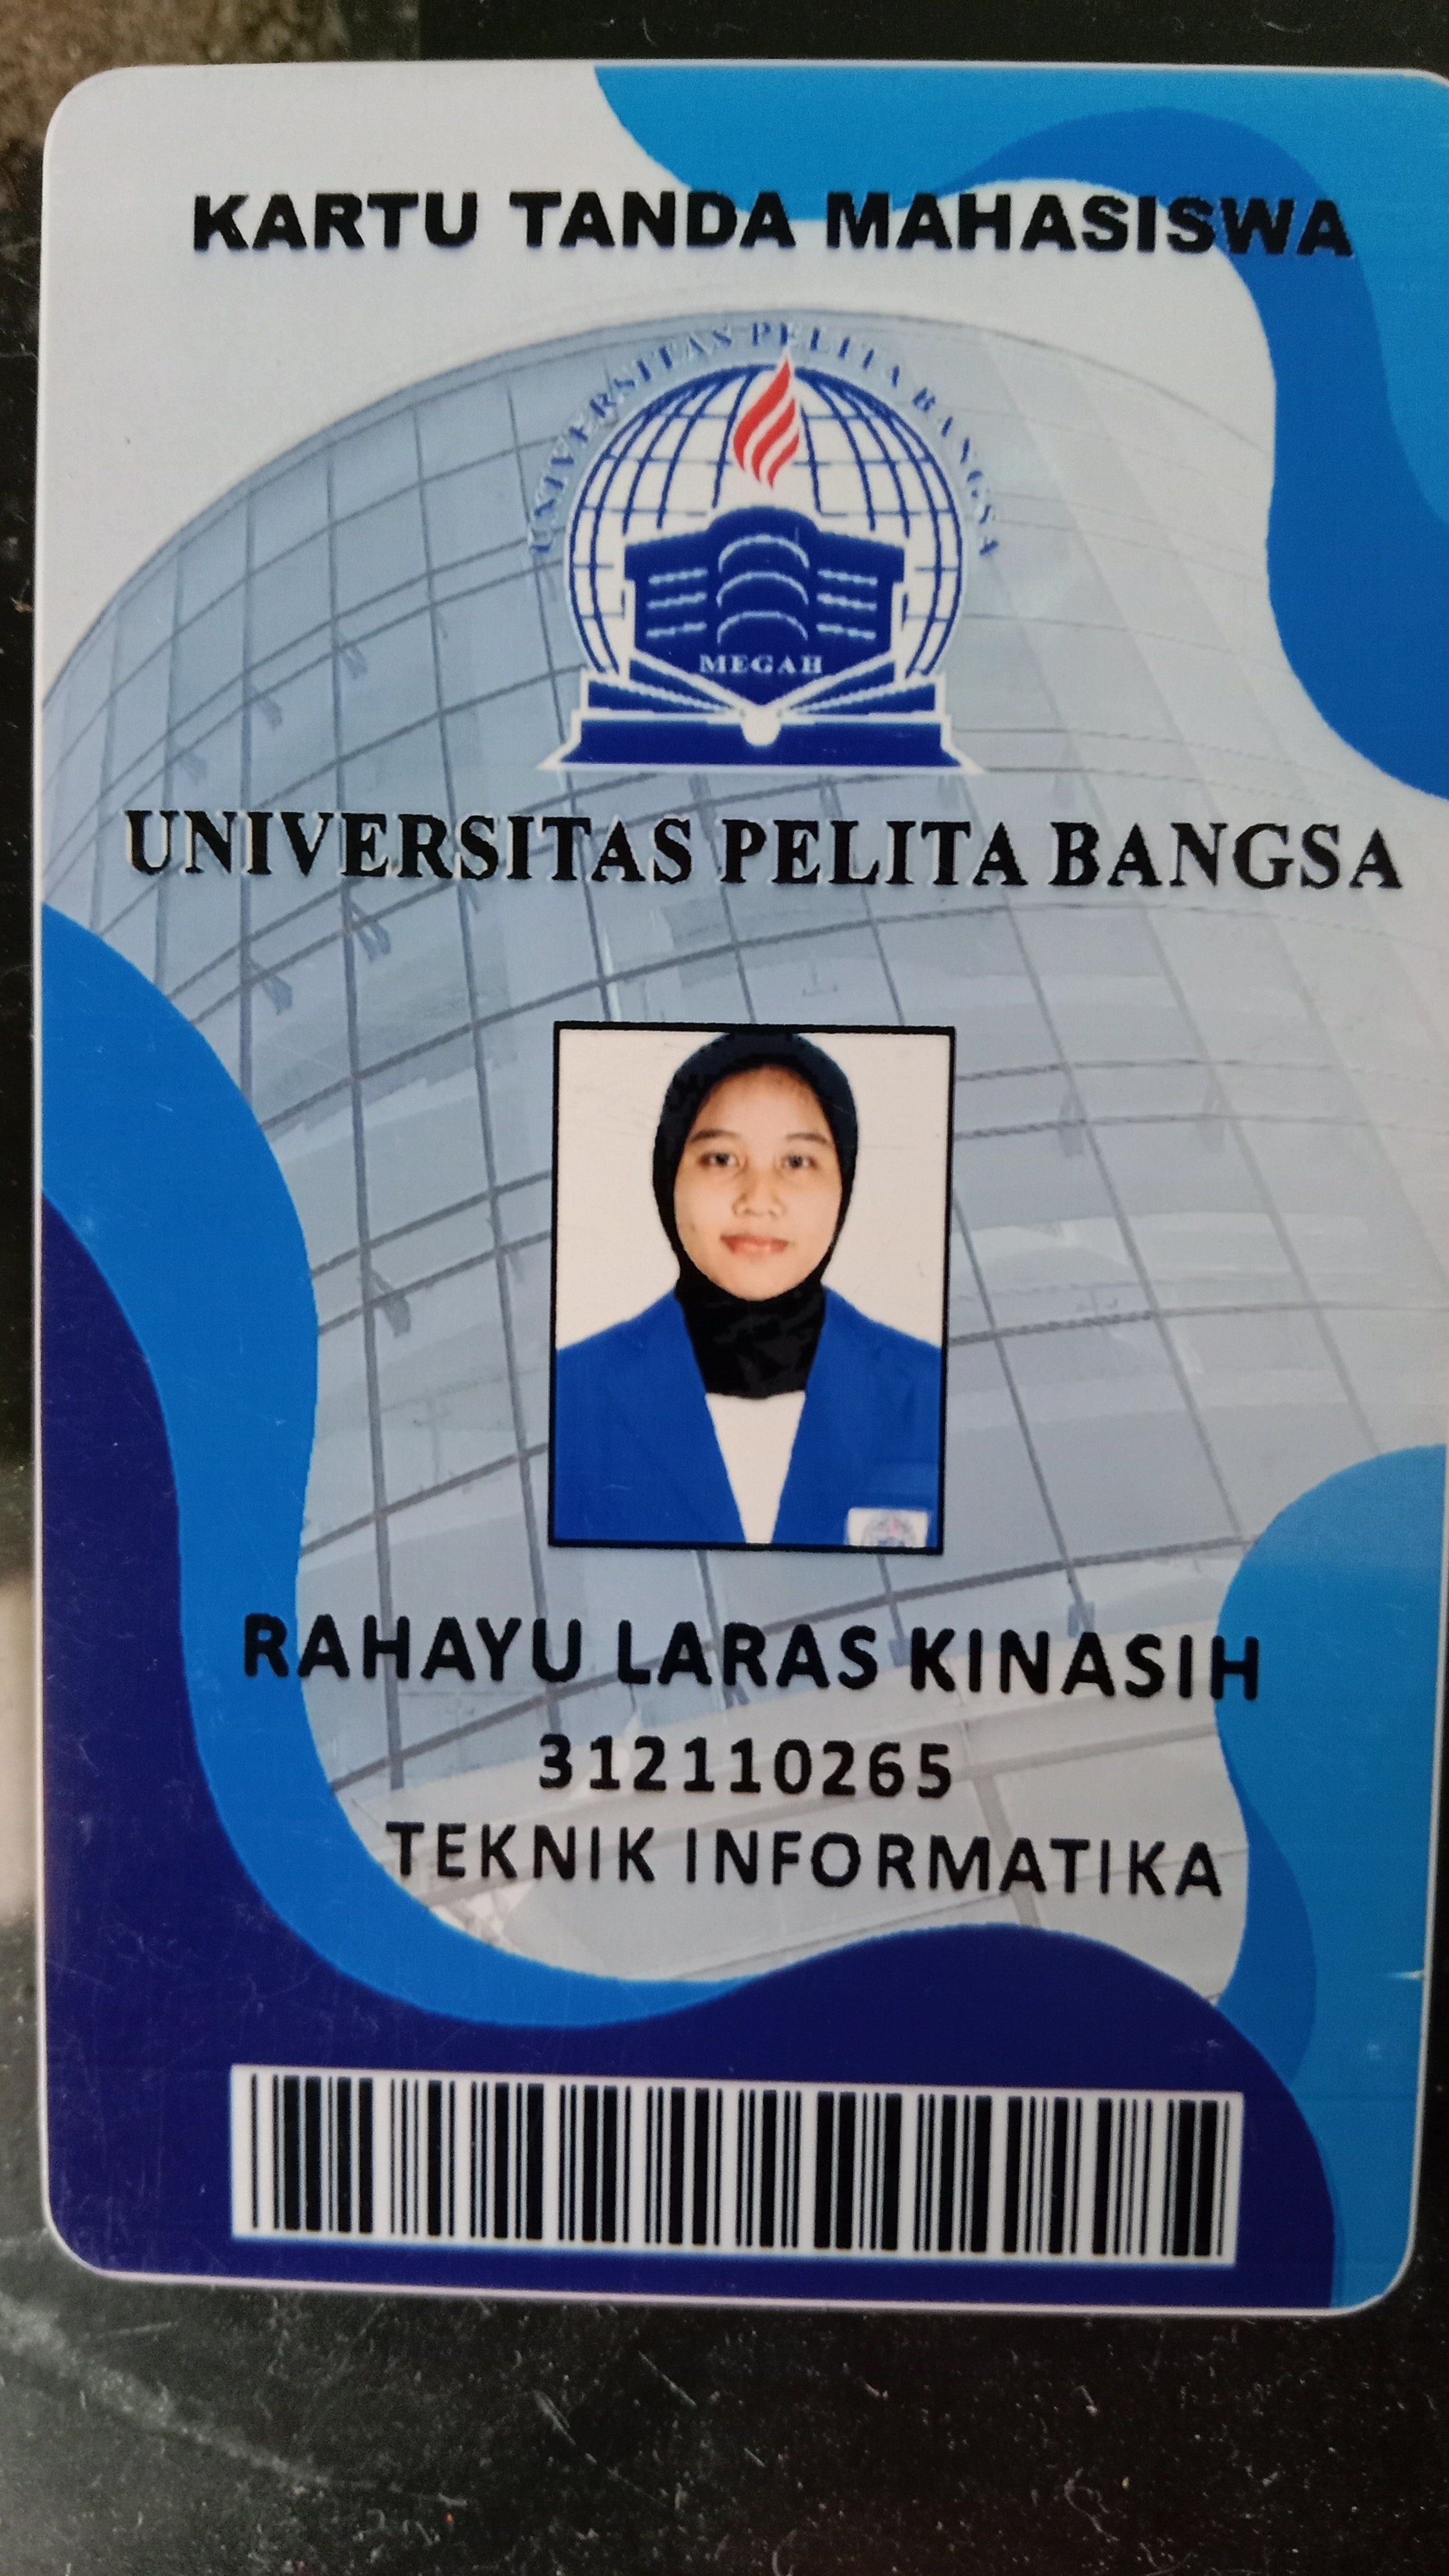 KARTU TANDA MAHASISWA
UNIVERSITAS PELITA BANGSA
MEGAH
UNIVERSITAS PELITA BANGSA
RAHAYU LARAS KINASIH
312110265
TEKNIK INFORMATIKA